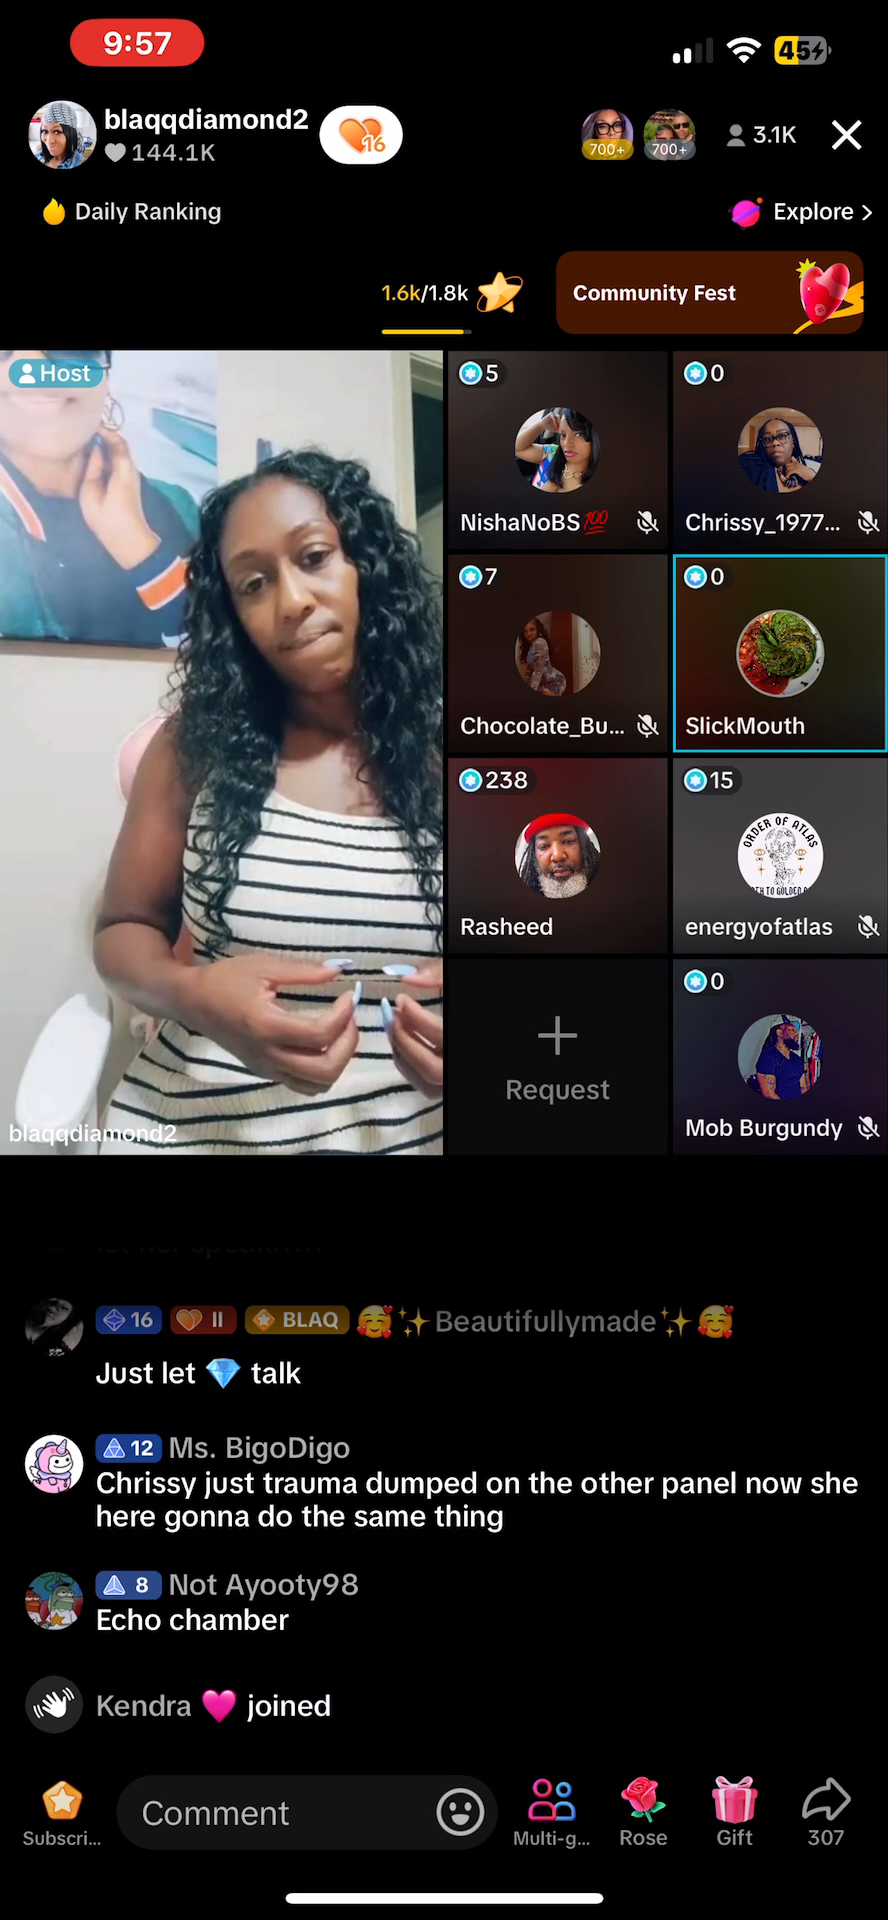 9:57
45
blaqqdiamond2
144.1K
16
700+
700+
3.1K
Daily Ranking
Explore >
1.6k/1.8k
Community Fest
Host
5
0
NishaNoBS💯
Chrissy_1977...
7
0
Chocolate_Bu...
SlickMouth
238
15
ORDER OF ATLAS
Rasheed
energyofatlas
0
Request
Mob Burgundy
blaqqdiamond2
16 II BLAQ 🥰✨Beautifullymade✨🥰
Just let 💎 talk
12 Ms. BigoDigo
Chrissy just trauma dumped on the other panel now she
here gonna do the same thing
8 Not Ayooty98
Echo chamber
Kendra 💗 joined
Comment
Subscri...
Multi-g...
Rose
Gift
307